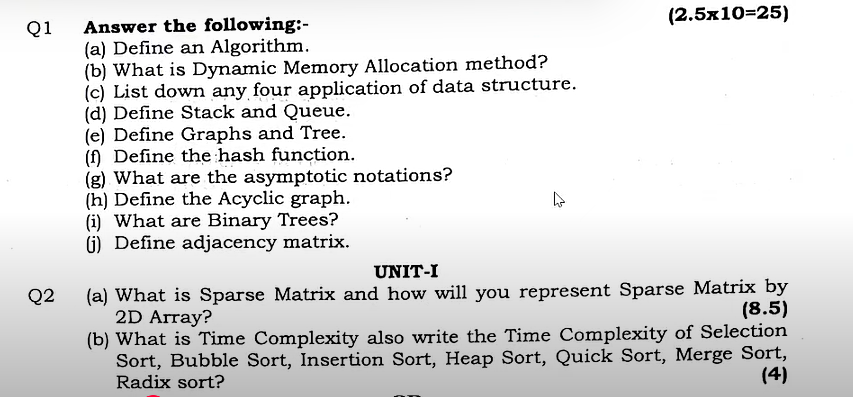 (2.5x10=25)
Q1 Answer the following:-
(a) Define an Algorithm.
(b) What is Dynamic Memory Allocation method?
(c) List down any four application of data structure.
(d) Define Stack and Queue.
(e) Define Graphs and Tree.
(f) Define the hash function.
(g) What are the asymptotic notations?
(h) Define the Acyclic graph.
(i) What are Binary Trees?
(j) Define adjacency matrix.
UNIT-I
Q2 (a) What is Sparse Matrix and how will you represent Sparse Matrix by
2D Array? (8.5)
(b) What is Time Complexity also write the Time Complexity of Selection
Sort, Bubble Sort, Insertion Sort, Heap Sort, Quick Sort, Merge Sort,
Radix sort? (4)